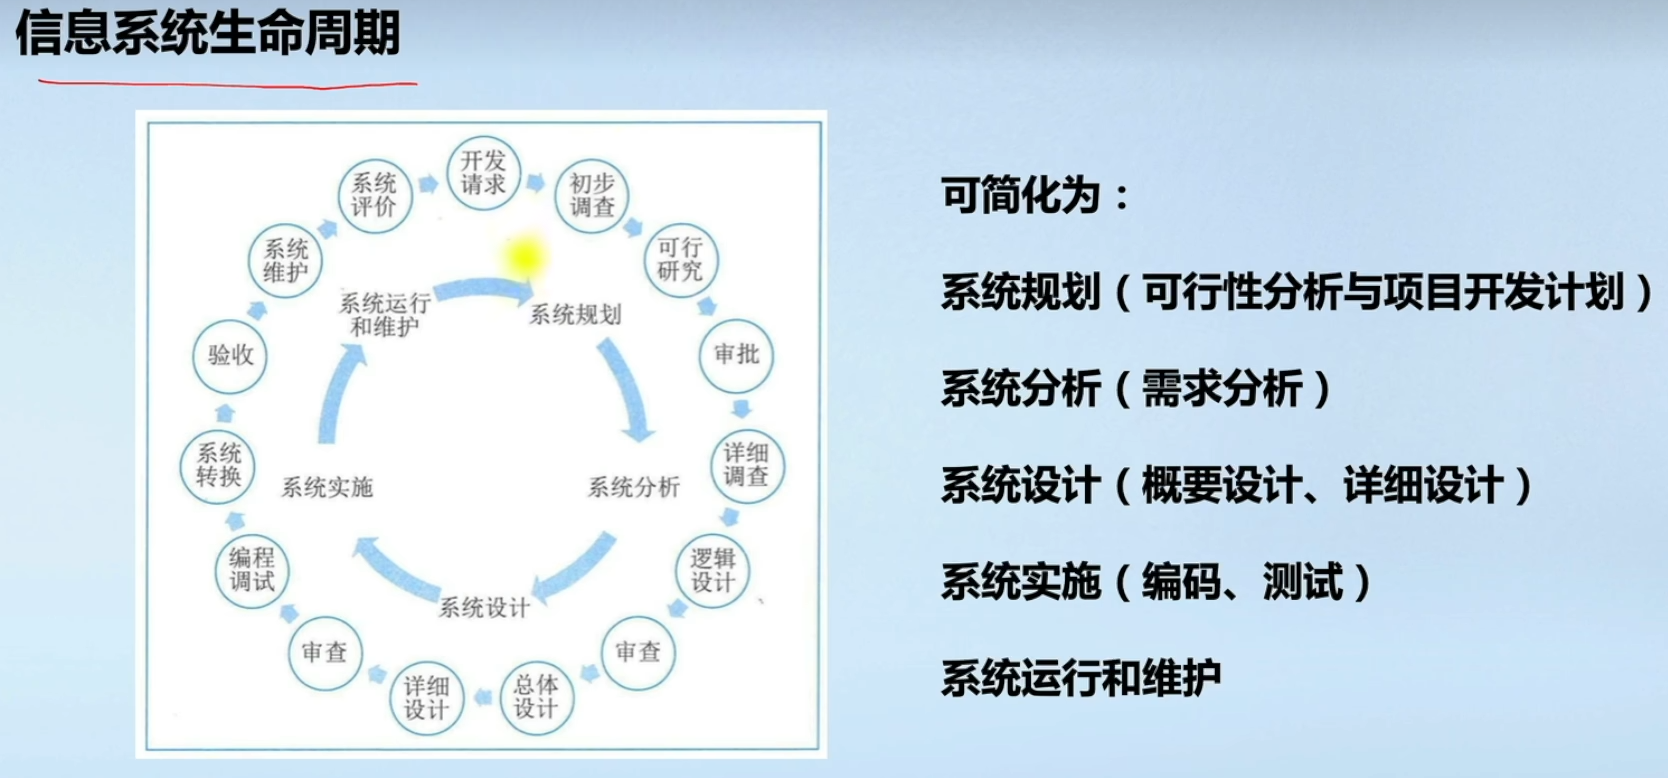 信息系统生命周期
开发
请求
初步
调查
可行
研究
审批
详细
调查
逻辑
设计
审查
总体
设计
详细
设计
审查
编程
调试
系统
转换
验收
系统
维护
系统
评价
系统规划
系统分析
系统设计
系统实施
系统运行
和维护
可简化为：
系统规划（可行性分析与项目开发计划）
系统分析（需求分析）
系统设计（概要设计、详细设计）
系统实施（编码、测试）
系统运行和维护